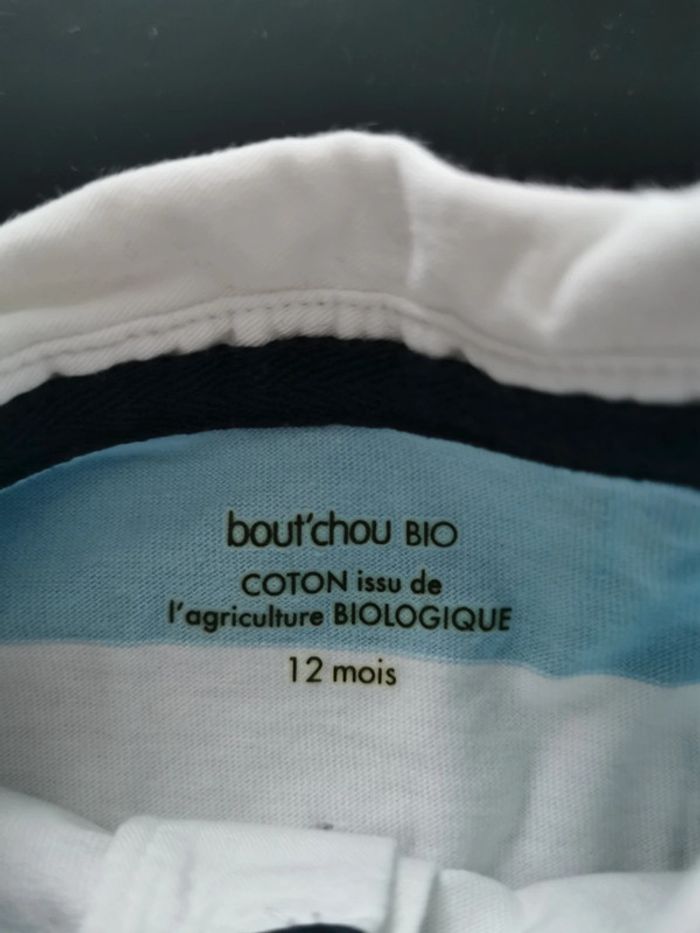 bout'chou BIO
COTON issu de
l'agriculture BIOLOGIQUE
12 mois